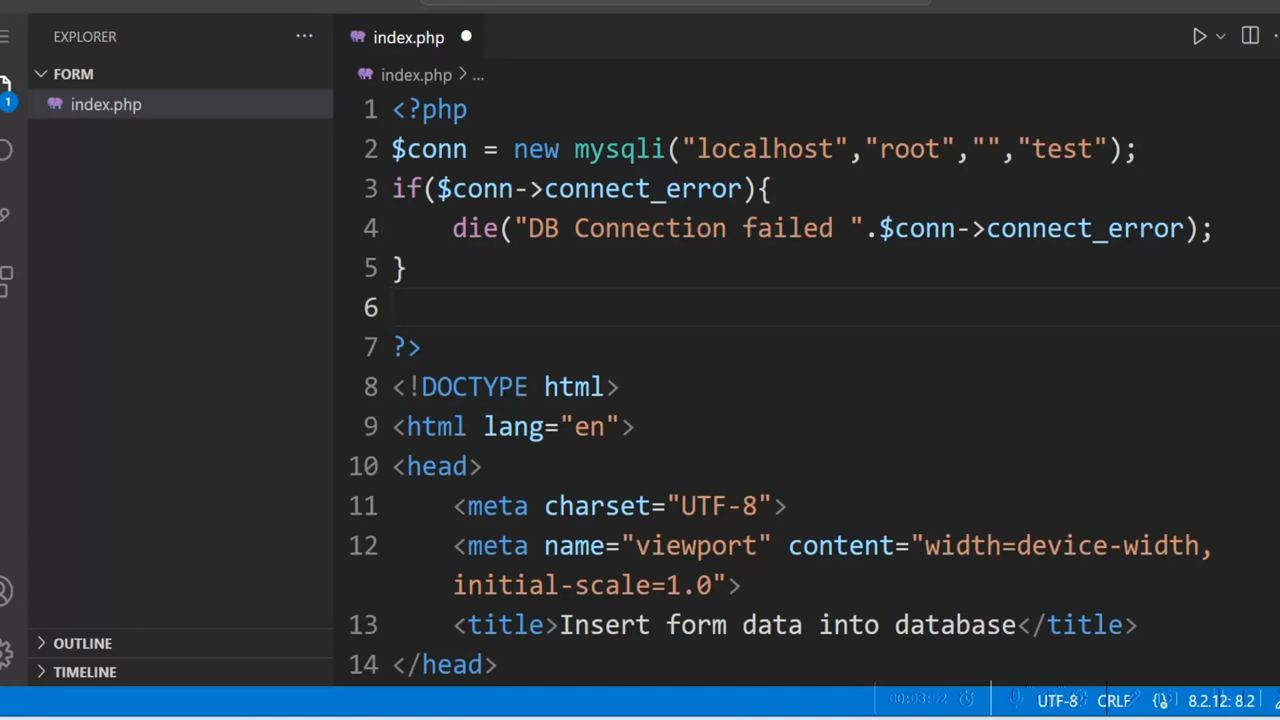 EXPLORER
FORM
index.php
1
index.php
index.php > ...
1 <?php
2 $conn = new mysqli("localhost","root","","test");
3 if($conn->connect_error){
4     die("DB Connection failed ".$conn->connect_error);
5 }
6
7 ?>
8 <!DOCTYPE html>
9 <html lang="en">
10 <head>
11     <meta charset="UTF-8">
12     <meta name="viewport" content="width=device-width,
initial-scale=1.0">
13     <title>Insert form data into database</title>
14 </head>
OUTLINE
TIMELINE
UTF-8 CRLF 8.2.12: 8.2